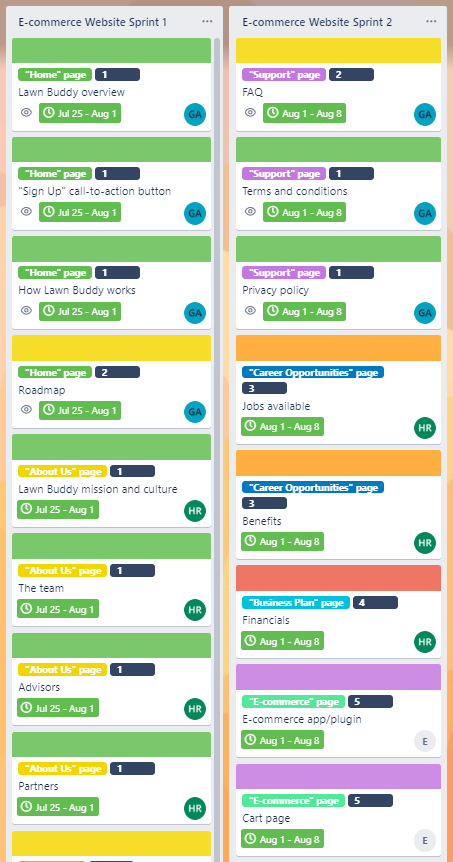 E-commerce Website Sprint 1
"Home" page 1
Lawn Buddy overview
Jul 25 - Aug 1 GA
"Home" page 1
"Sign Up" call-to-action button
Jul 25 - Aug 1 GA
"Home" page 1
How Lawn Buddy works
Jul 25 - Aug 1 GA
"Home" page 2
Roadmap
Jul 25 - Aug 1 GA
"About Us" page 1
Lawn Buddy mission and culture
Jul 25 - Aug 1 HR
"About Us" page 1
The team
Jul 25 - Aug 1 HR
"About Us" page 1
Advisors
Jul 25 - Aug 1 HR
"About Us" page 1
Partners
Jul 25 - Aug 1 HR
E-commerce Website Sprint 2
"Support" page 2
FAQ
Aug 1 - Aug 8 GA
"Support" page 1
Terms and conditions
Aug 1 - Aug 8 GA
"Support" page 1
Privacy policy
Aug 1 - Aug 8 GA
"Career Opportunities" page
3
Jobs available
Aug 1 - Aug 8 HR
"Career Opportunities" page
3
Benefits
Aug 1 - Aug 8 HR
"Business Plan" page 4
Financials
Aug 1 - Aug 8 HR
"E-commerce" page 5
E-commerce app/plugin
Aug 1 - Aug 8 E
"E-commerce" page 5
Cart page
Aug 1 - Aug 8 E